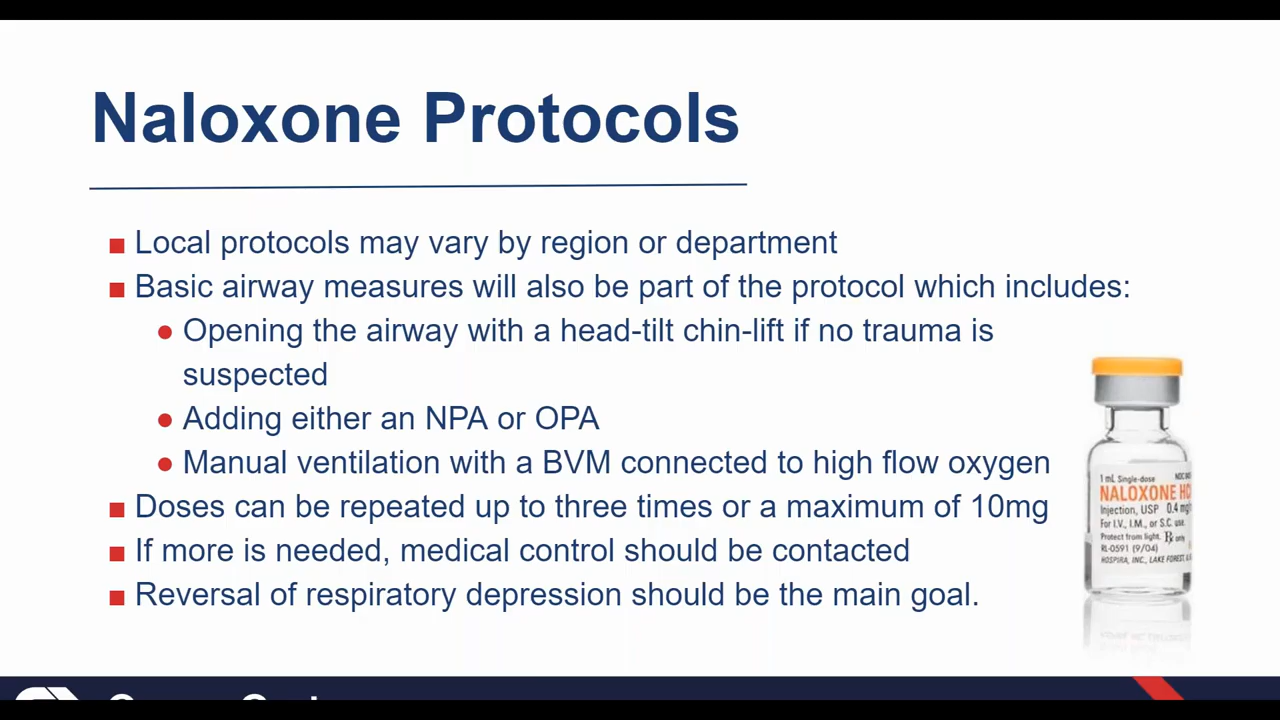 Naloxone Protocols
Local protocols may vary by region or department
Basic airway measures will also be part of the protocol which includes:
Opening the airway with a head-tilt chin-lift if no trauma is
suspected
Adding either an NPA or OPA
Manual ventilation with a BVM connected to high flow oxygen
Doses can be repeated up to three times or a maximum of 10mg
If more is needed, medical control should be contacted
Reversal of respiratory depression should be the main goal.
1 mL Single-dose
NALOXONE
Injection, USP 0.4
For I.V., I.M., or S.C. use.
Protect from light. Rx only
RL-0591 (9/04)
HOSPIRA, INC., LAKE FOREST,